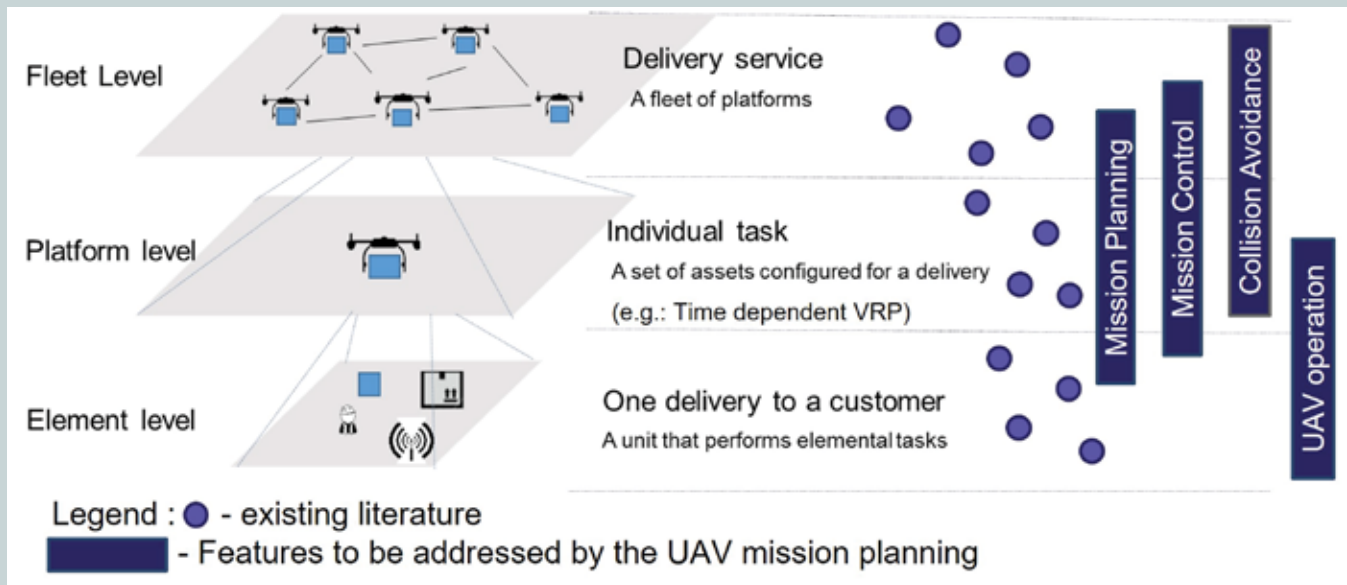 Fleet Level
Delivery service
A fleet of platforms
Platform level
Individual task
A set of assets configured for a delivery
(e.g.: Time dependent VRP)
Element level
One delivery to a customer
A unit that performs elemental tasks
Mission Planning
Mission Control
Collision Avoidance
UAV operation
Legend : - existing literature
- Features to be addressed by the UAV mission planning